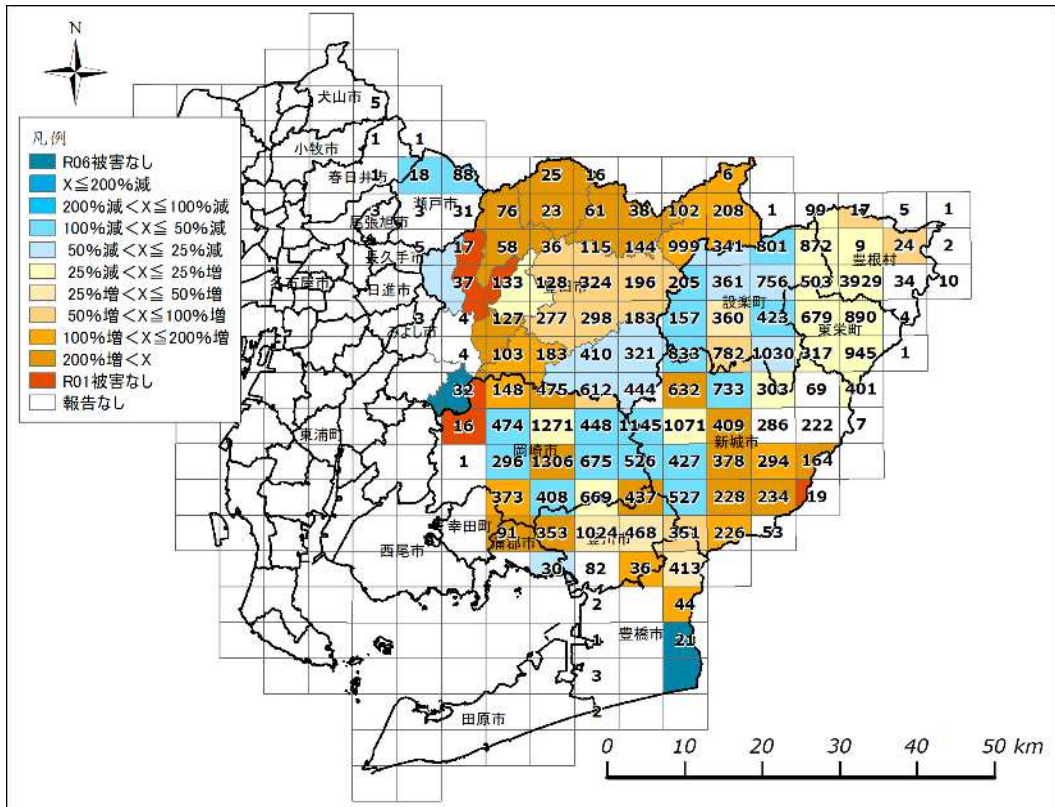 N
犬山市
5
小牧市 1 1
春日井市 1 18 88 25 16 6
瀬戸市
尾張旭市 3 3 31 76 23 61 38 102 208 1 99 17 5 1
長久手市 5 17 58 36 115 144 999 341 801 872 9 24 2
豊根村
名古屋市 日進市 37 133 128 豊田市 324 196 205 361 756 503 3929 34 10
設楽町
みよし市 3 4 127 277 298 183 157 360 423 679 890 4
東栄町
4 103 183 410 321 833 782 1030 317 945 1
32 148 475 612 444 632 733 303 69 401
東浦町 16 474 1271 448 1145 1071 409 286 222 7
岡崎市 新城市
1 296 1306 675 526 427 378 294 164
373 408 669 437 527 228 234 19
西尾市 幸田町 91 353 1024 468 351 226 53
蒲郡市 豊川市
30 82 36 413
2 44
豊橋市 1 21
3
田原市 2
3
凡例
R06被害なし
X≦200%減
200%減<X≦100%減
100%減<X≦50%減
50%減<X≦25%減
25%減<X≦25%増
25%増<X≦50%増
50%増<X≦100%増
100%増<X≦200%増
200%増<X
R01被害なし
報告なし
0 10 20 30 40 50 km